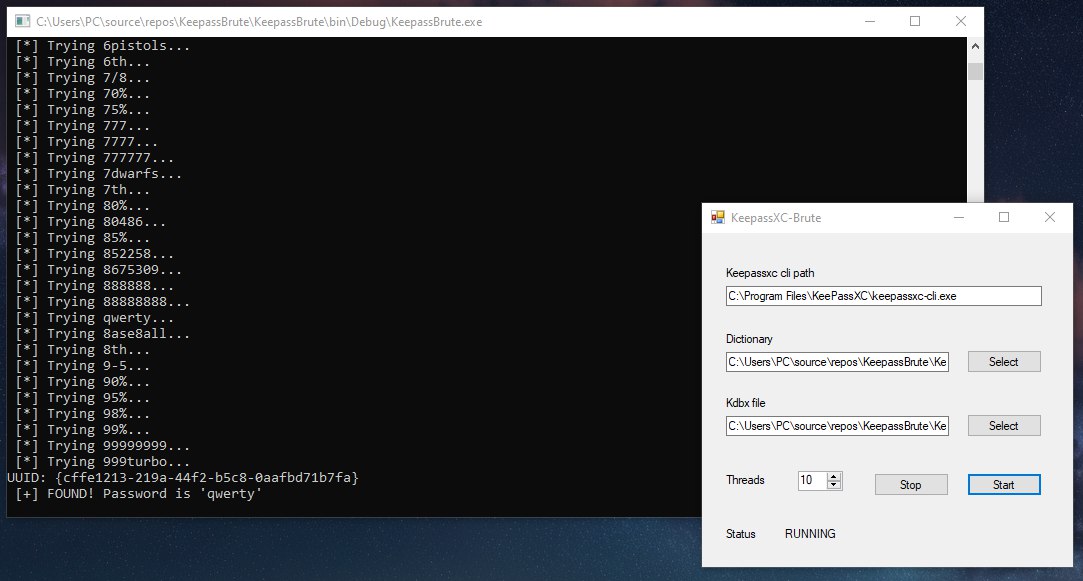 C:\Users\PC\source\repos\KeepassBrute\KeepassBrute\bin\Debug\KeepassBrute.exe
[*] Trying 6pistols...
[*] Trying 6th...
[*] Trying 7/8...
[*] Trying 70%...
[*] Trying 75%...
[*] Trying 777...
[*] Trying 7777...
[*] Trying 777777...
[*] Trying 7dwarfs...
[*] Trying 7th...
[*] Trying 80%...
[*] Trying 80486...
[*] Trying 85%...
[*] Trying 852258...
[*] Trying 8675309...
[*] Trying 888888...
[*] Trying 88888888...
[*] Trying qwerty...
[*] Trying 8ase8all...
[*] Trying 8th...
[*] Trying 9-5...
[*] Trying 90%...
[*] Trying 95%...
[*] Trying 98%...
[*] Trying 99%...
[*] Trying 99999999...
[*] Trying 999turbo...
UUID: {cffe1213-219a-44f2-b5c8-0aafbd71b7fa}
[+] FOUND! Password is 'qwerty'
KeepassXC-Brute
Keepassxc cli path
C:\Program Files\KeePassXC\keepassxc-cli.exe
Dictionary
C:\Users\PC\source\repos\KeepassBrute\Ke Select
Kdbx file
C:\Users\PC\source\repos\KeepassBrute\Ke Select
Threads 10 Stop Start
Status RUNNING